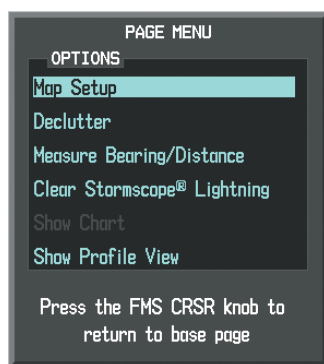 PAGE MENU
OPTIONS
Map Setup
Declutter
Measure Bearing/Distance
Clear Stormscope® Lightning
Show Chart
Show Profile View
Press the FMS CRSR knob to
return to base page